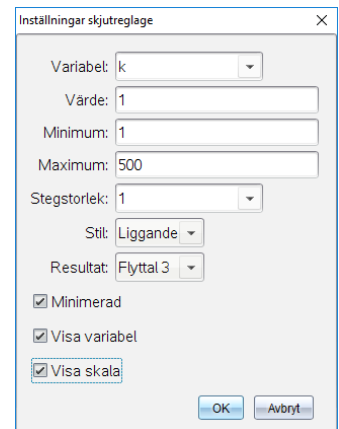 Inställningar skjutreglage
Variabel: k
Värde: 1
Minimum: 1
Maximum: 500
Stegstorlek: 1
Stil: Liggande
Resultat: Flyttal 3
Minimerad
Visa variabel
Visa skala
OK Avbryt